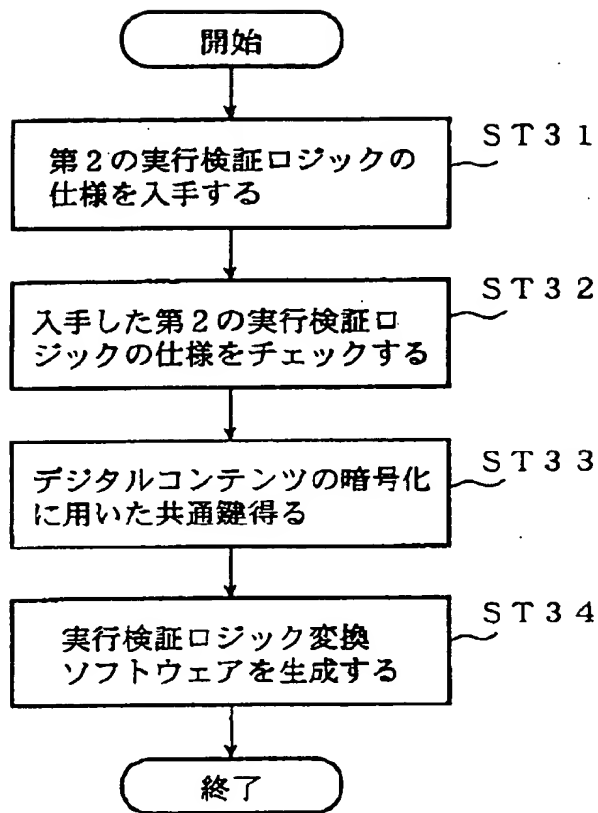 開始
ST31
第2の実行検証ロジックの
仕様を入手する
ST32
入手した第2の実行検証ロ
ジックの仕様をチェックする
ST33
デジタルコンテンツの暗号化
に用いた共通鍵得る
ST34
実行検証ロジック変換
ソフトウェアを生成する
終了